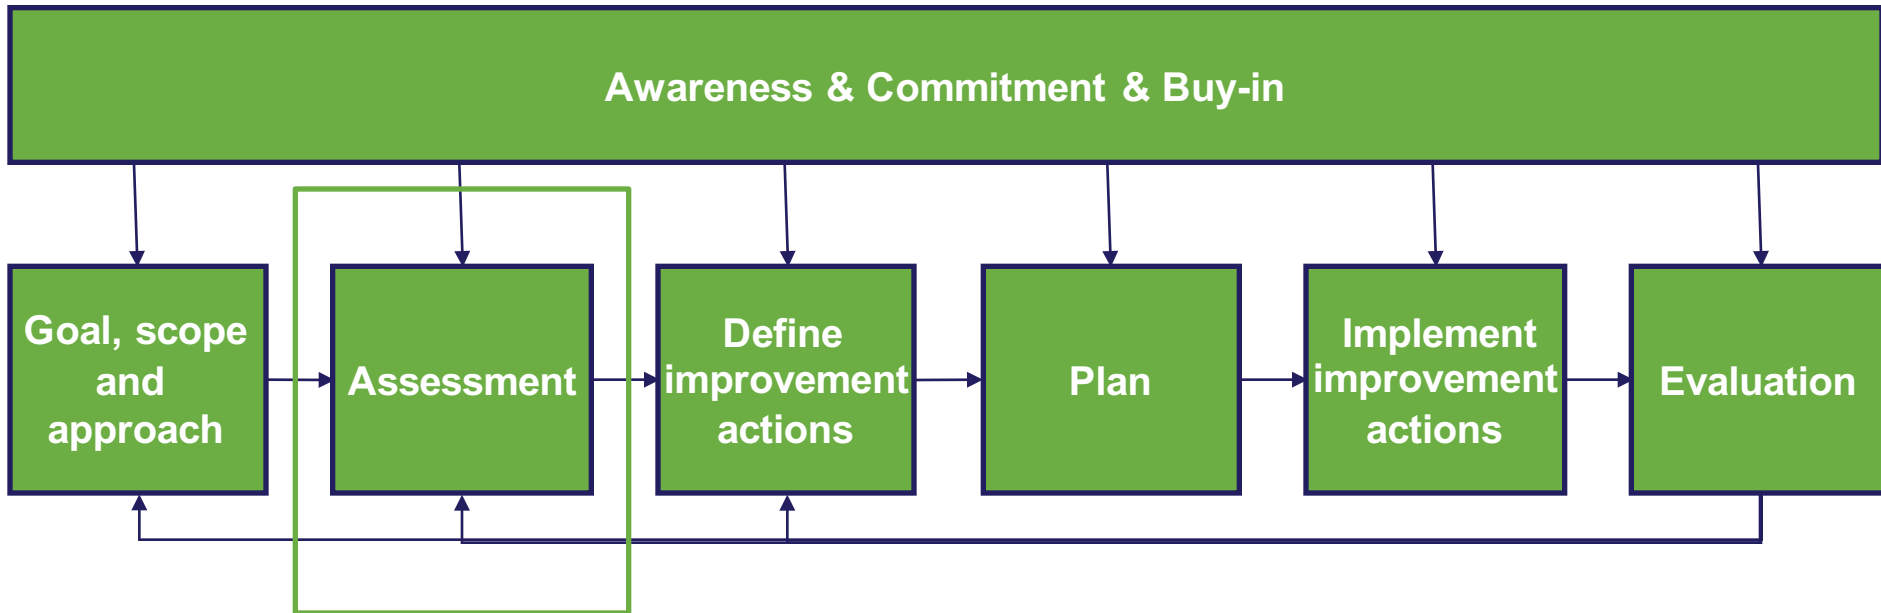 Awareness & Commitment & Buy-in
Goal, scope
and
approach
Assessment
Define
improvement
actions
Plan
Implement
improvement
actions
Evaluation